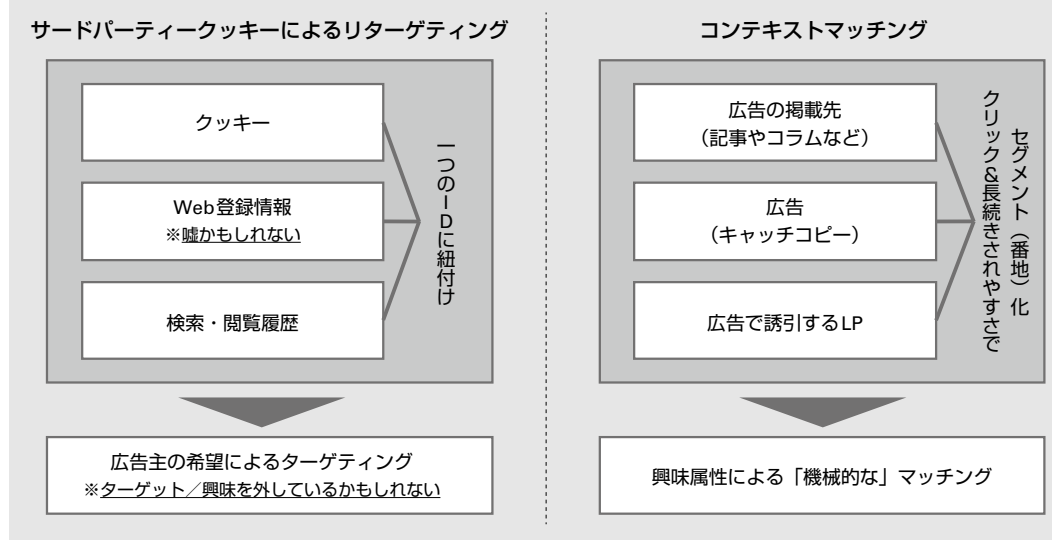 サードパーティークッキーによるリターゲティング
クッキー
Web登録情報
※嘘かもしれない
検索・閲覧履歴
一つのIDに紐付け
広告主の希望によるターゲティング
※ターゲット／興味を外しているかもしれない
コンテキストマッチング
広告の掲載先
（記事やコラムなど）
広告
（キャッチコピー）
広告で誘引するLP
セグメント（番地）化
クリック&長続きされやすさで
興味属性による「機械的な」マッチング